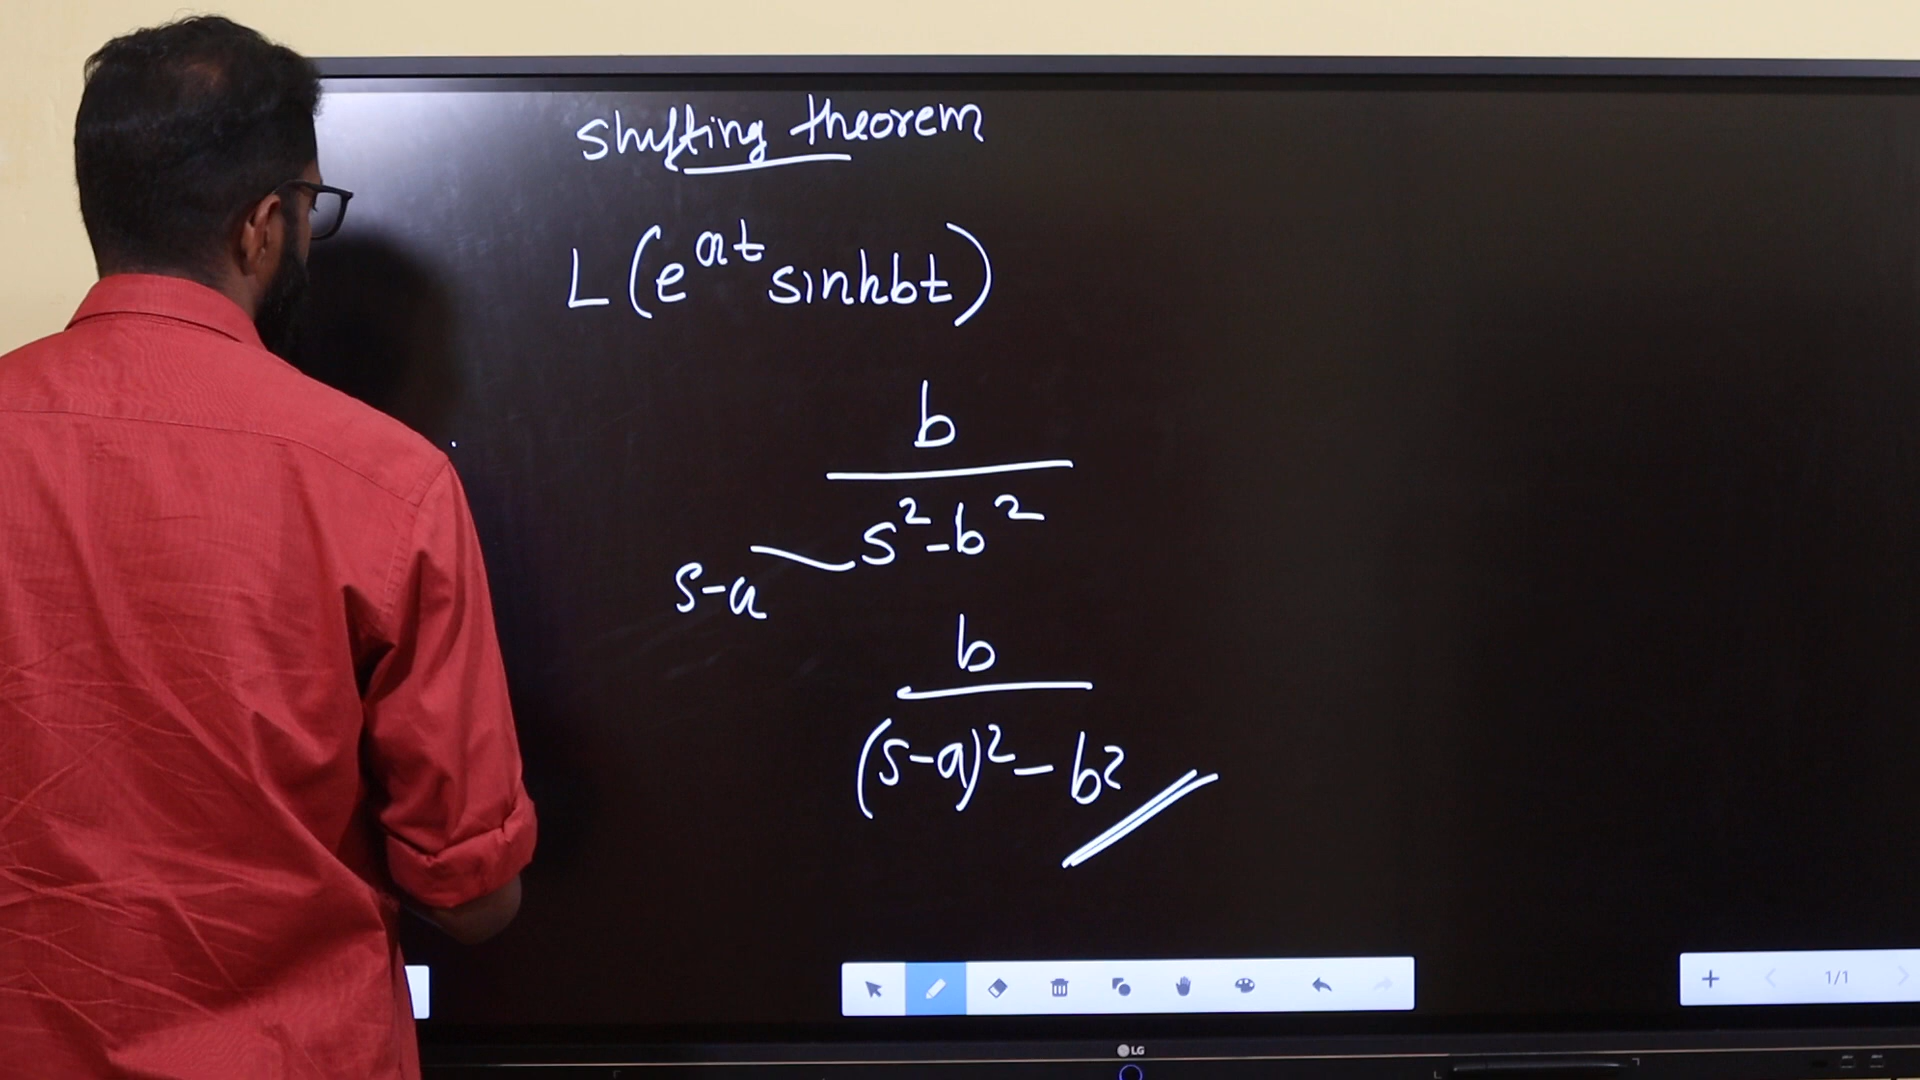 Shifting theorem
L(e^at sinhbt)
b
s²-b²
s-a
b
(s-a)²-b²
1/1
LG